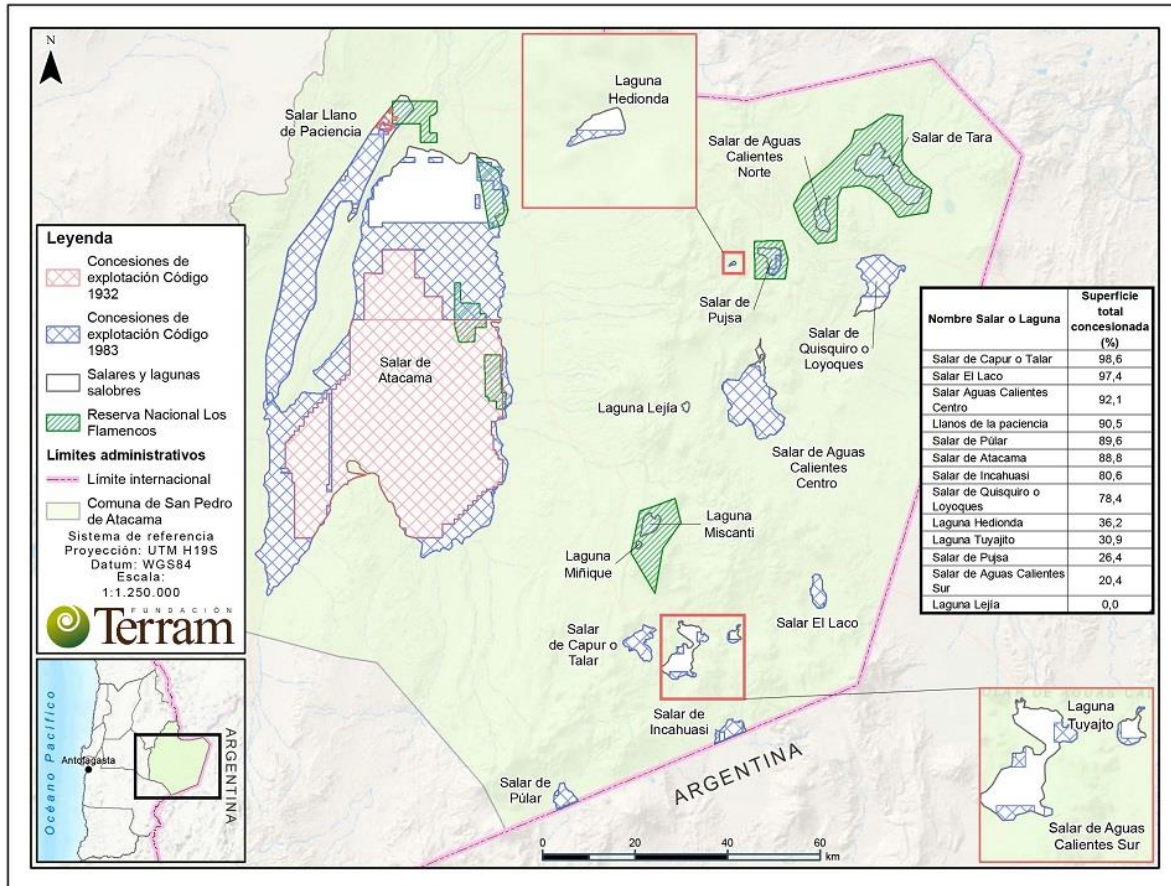 N
Laguna
Hedionda
Salar Llano
de Paciencia
Salar de Aguas
Calientes
Norte
Salar de Tara
Salar de
Pujsa
Salar de
Quisquiro o
Loyoques
Salar de
Atacama
Laguna Lejía
Salar de Aguas
Calientes
Centro
Laguna
Miscanti
Laguna
Miñique
Salar El Laco
Salar
de Capur o
Talar
Salar de
Incahuasi
Salar de
Púlar
ARGENTINA
0 20 40 60
km
Leyenda
Concesiones de
explotación Código
1932
Concesiones de
explotación Código
1983
Salares y lagunas
salobres
Reserva Nacional Los
Flamencos
Límites administrativos
Límite internacional
Comuna de San Pedro
de Atacama
Sistema de referencia
Proyección: UTM H19S
Datum: WGS84
Escala:
1:1.250.000
FUNDACIÓN
Terram
Océano Pacífico
Antofagasta
ARGENTINA
Nombre Salar o Laguna Superficie total concesionada (%)
Salar de Capur o Talar 98,6
Salar El Laco 97,4
Salar Aguas Calientes Centro 92,1
Llanos de la paciencia 90,5
Salar de Púlar 89,6
Salar de Atacama 88,8
Salar de Incahuasi 80,6
Salar de Quisquiro o Loyoques 78,4
Laguna Hedionda 36,2
Laguna Tuyajito 30,9
Salar de Pujsa 26,4
Salar de Aguas Calientes Sur 20,4
Laguna Lejía 0,0
Laguna
Tuyajto
Salar de Aguas
Calientes Sur